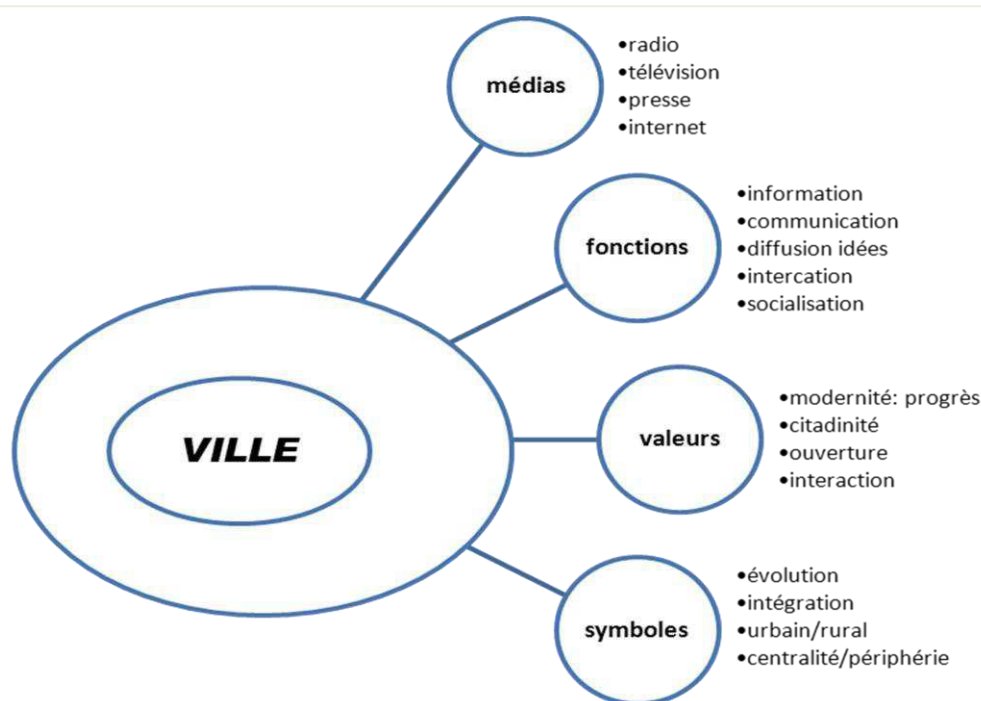 médias
•radio
•télévision
•presse
•internet
fonctions
•information
•communication
•diffusion idées
•intercation
•socialisation
VILLE
valeurs
•modernité: progrès
•citadinité
•ouverture
•interaction
symboles
•évolution
•intégration
•urbain/rural
•centralité/périphérie